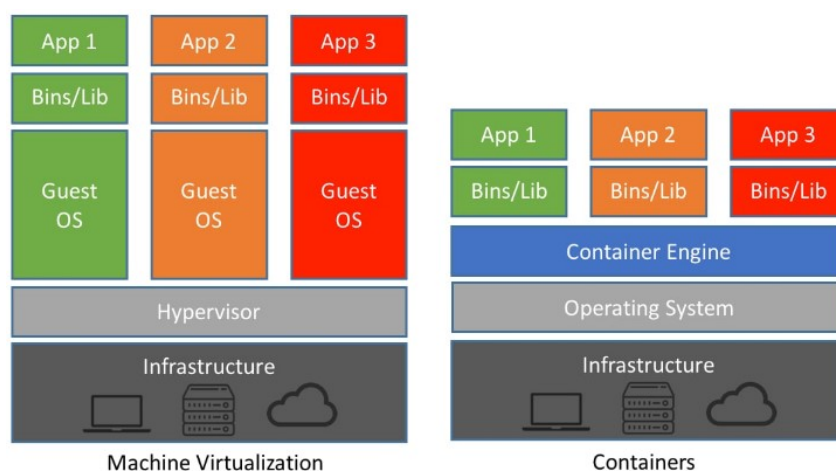 App 1
App 2
App 3
Bins/Lib
Bins/Lib
Bins/Lib
Guest
OS
Guest
OS
Guest
OS
Hypervisor
Infrastructure
Machine Virtualization
App 1
App 2
App 3
Bins/Lib
Bins/Lib
Bins/Lib
Container Engine
Operating System
Infrastructure
Containers